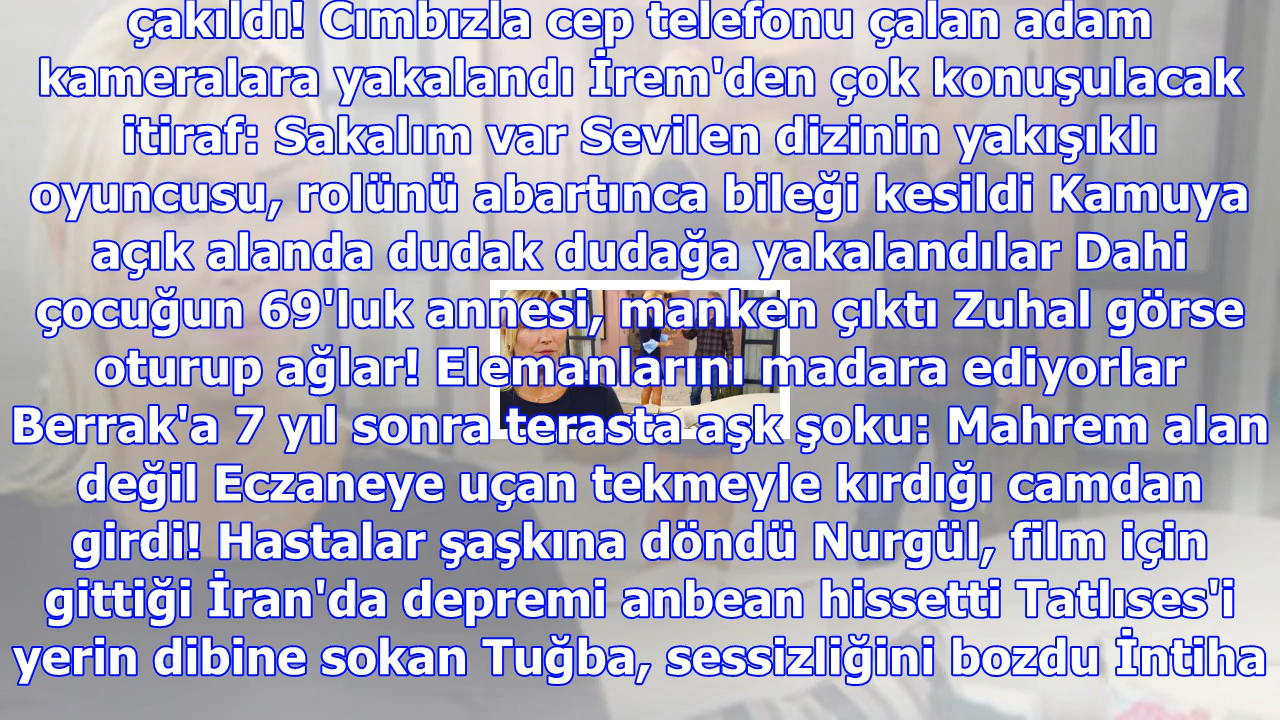 çakıldı! Cımbızla cep telefonu çalan adam
kameralara yakalandı İrem'den çok konuşulacak
itiraf: Sakalım var Sevilen dizinin yakışıklı
oyuncusu, rolünü abartınca bileği kesildi Kamuya
açık alanda dudak dudağa yakalandılar Dahi
çocuğun 69'luk annesi, manken çıktı Zuhal görse
oturup ağlar! Elemanlarını madara ediyorlar
Berrak'a 7 yıl sonra terasta aşk şoku: Mahrem alan
değil Eczaneye uçan tekmeyle kırdığı camdan
girdi! Hastalar şaşkına döndü Nurgül, film için
gittiği İran'da depremi anbean hissetti Tatlıses'i
yerin dibine sokan Tuğba, sessizliğini bozdu İntiha